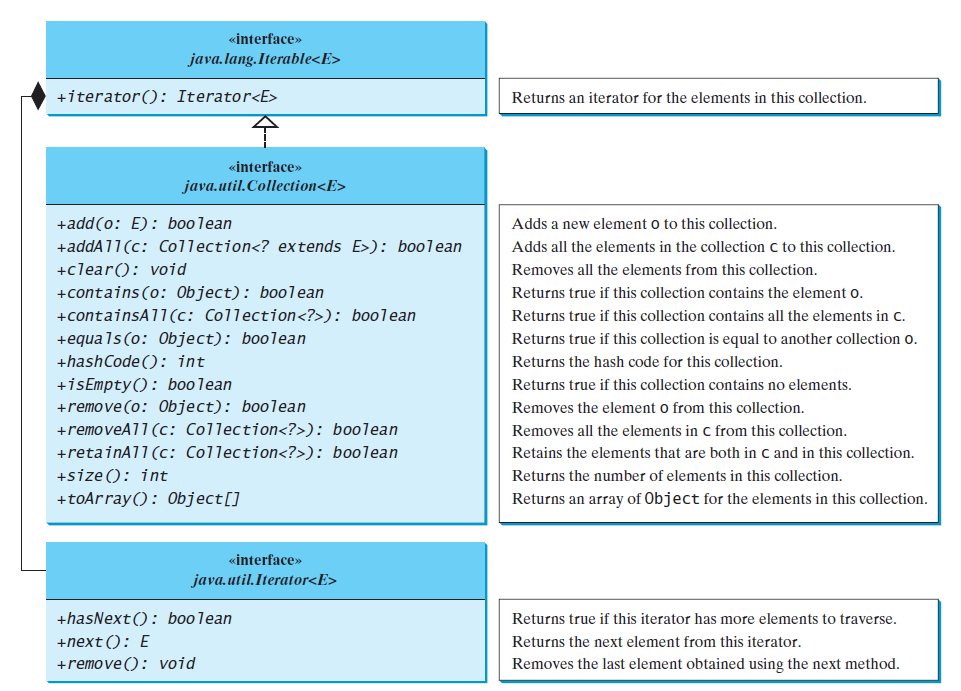 «interface»
java.lang.Iterable<E>
+iterator(): Iterator<E>
Returns an iterator for the elements in this collection.
«interface»
java.util.Collection<E>
+add(o: E): boolean
Adds a new element o to this collection.
+addAll(c: Collection<? extends E>): boolean
Adds all the elements in the collection c to this collection.
+clear(): void
Removes all the elements from this collection.
+contains(o: Object): boolean
Returns true if this collection contains the element o.
+containsAll(c: Collection<?>): boolean
Returns true if this collection contains all the elements in c.
+equals(o: Object): boolean
Returns true if this collection is equal to another collection o.
+hashCode(): int
Returns the hash code for this collection.
+isEmpty(): boolean
Returns true if this collection contains no elements.
+remove(o: Object): boolean
Removes the element o from this collection.
+removeAll(c: Collection<?>): boolean
Removes all the elements in c from this collection.
+retainAll(c: Collection<?>): boolean
Retains the elements that are both in c and in this collection.
+size(): int
Returns the number of elements in this collection.
+toArray(): Object[]
Returns an array of Object for the elements in this collection.
«interface»
java.util.Iterator<E>
+hasNext(): boolean
Returns true if this iterator has more elements to traverse.
+next(): E
Returns the next element from this iterator.
+remove(): void
Removes the last element obtained using the next method.